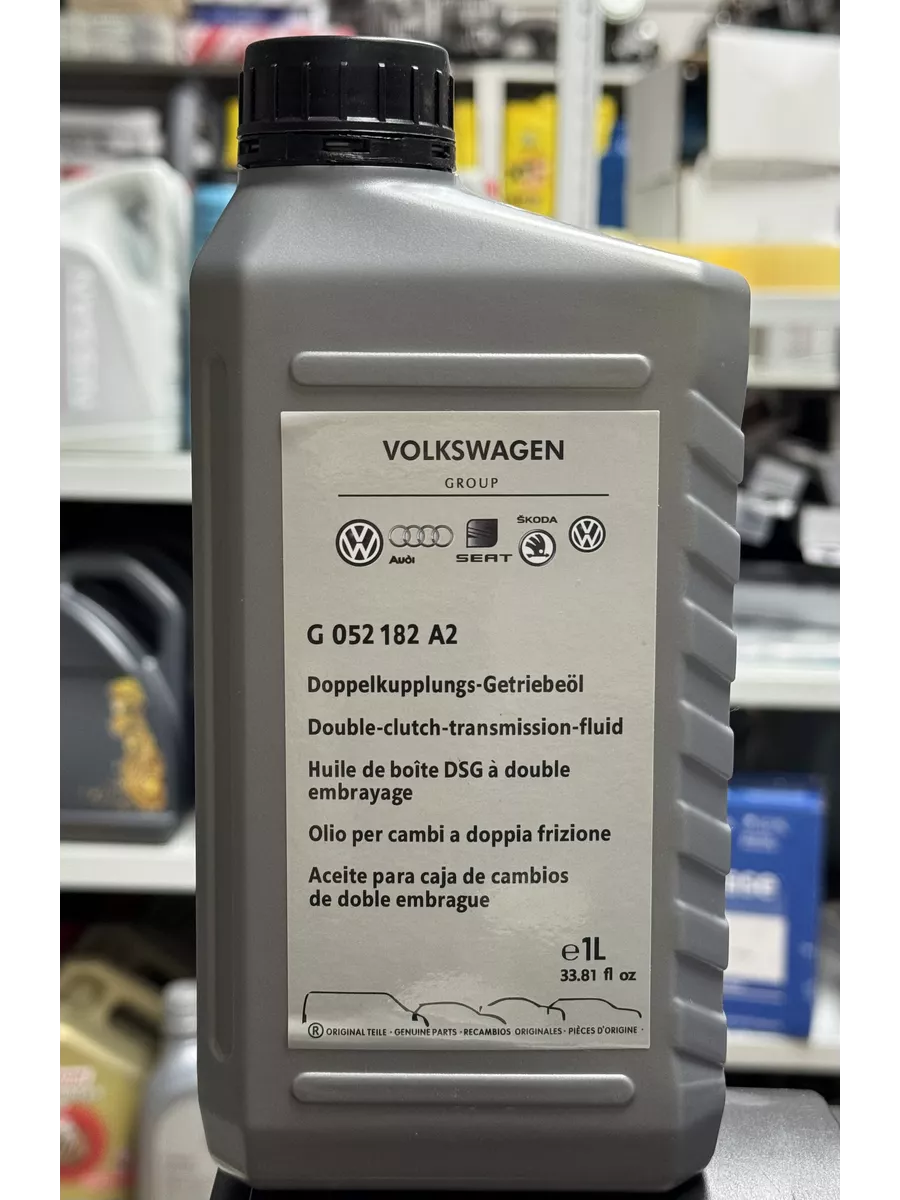 VOLKSWAGEN
GROUP
Audi
SEAT
ŠKODA
G 052 182 A2
Doppelkupplungs-Getriebeöl
Double-clutch-transmission-fluid
Huile de boîte DSG à double
embrayage
Olio per cambi a doppia frizione
Aceite para caja de cambios
de doble embrague
e1L
33.81 fl oz
® ORIGINAL TEILE · GENUINE PARTS · RECAMBIOS ORIGINALES · PIÈCES D'ORIGINE ·